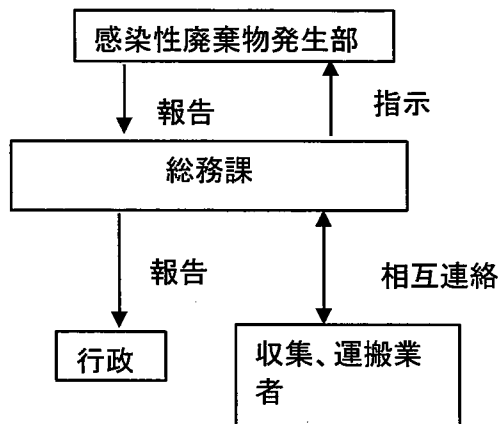 感染性廃棄物発生部
報告
指示
総務課
報告
相互連絡
行政
収集、運搬業
者